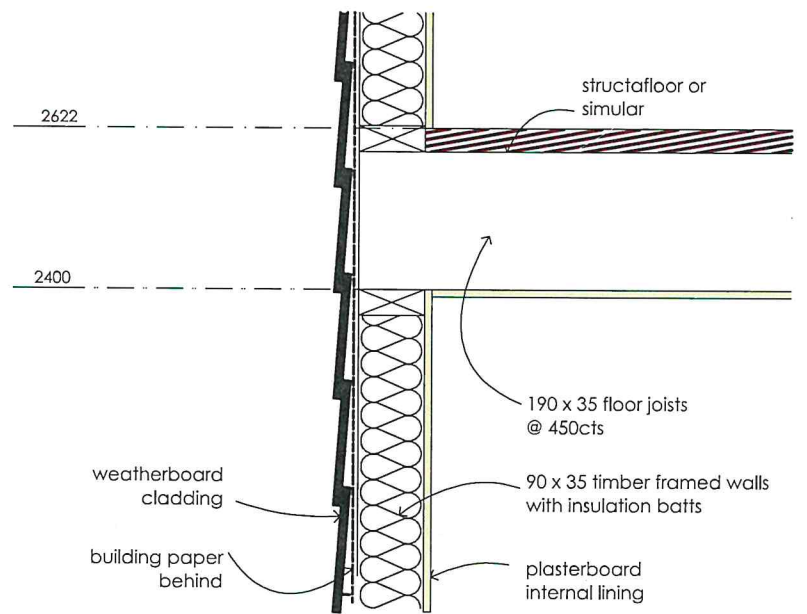 structafloor or
simular
2622
2400
190 x 35 floor joists
@ 450cts
weatherboard
cladding
90 x 35 timber framed walls
with insulation batts
building paper
behind
plasterboard
internal lining